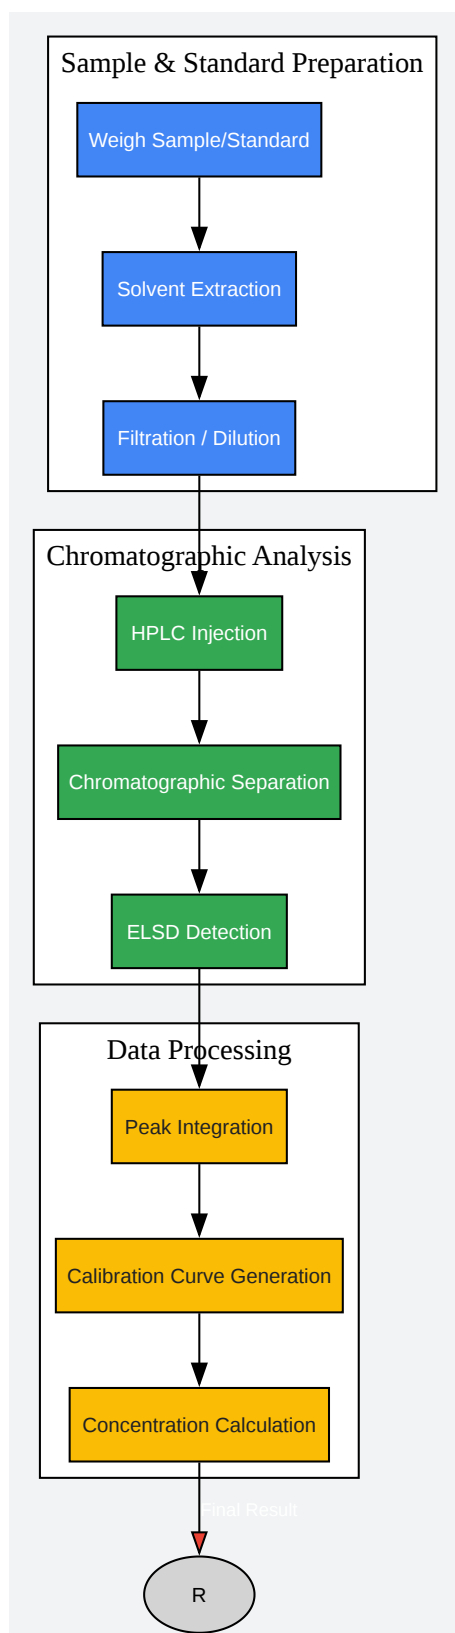 Sample & Standard Preparation
Weigh Sample/Standard
Solvent Extraction
Filtration / Dilution
Chromatographic Analysis
HPLC Injection
Chromatographic Separation
ELSD Detection
Data Processing
Peak Integration
Calibration Curve Generation
Concentration Calculation
Final Result
R